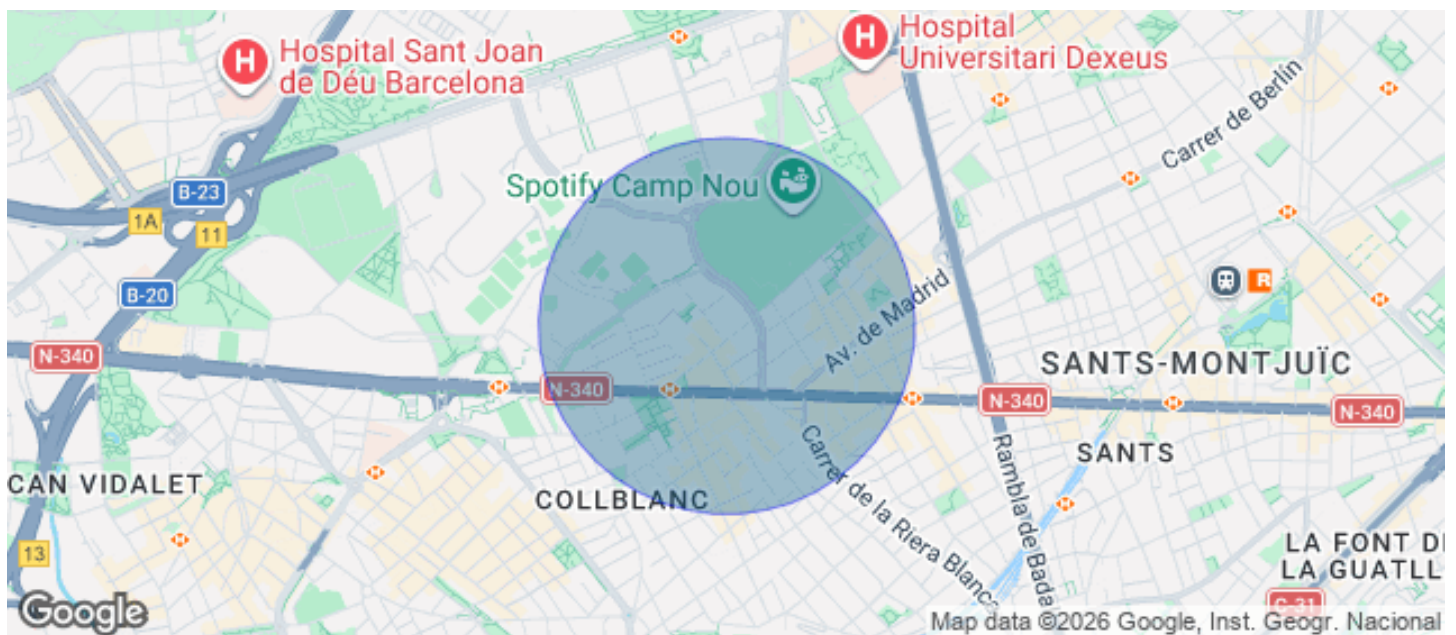 Hospital Sant Joan
de Déu Barcelona
Hospital
Universitari Dexeus
Carrer de Berlín
B-23
1A
11
Spotify Camp Nou
B-20
R
Av. de Madrid
N-340
N-340
SANTS-MONTJUÏC
N-340
N-340
SANTS
CAN VIDALET
COLLBLANC
Carrer de la Riera Blanca
Rambla de Bada
13
LA FONT D
LA GUATLL
C-31
Google
Map data ©2026 Google, Inst. Geogr. Nacional